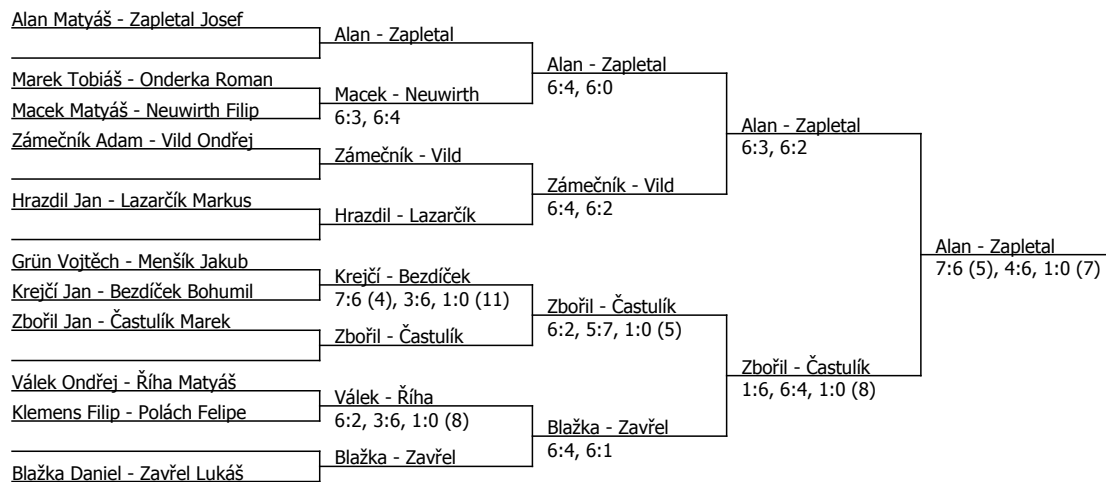 Alan Matyáš - Zapletal Josef
Marek Tobiáš - Onderka Roman
Macek Matyáš - Neuwirth Filip
Zámečník Adam - Vild Ondřej
Hrazdil Jan - Lazarčík Markus
Grün Vojtěch - Menšík Jakub
Krejčí Jan - Bezdíček Bohumil
Zbořil Jan - Častulík Marek
Válek Ondřej - Říha Matyáš
Klemens Filip - Polách Felipe
Blažka Daniel - Zavřel Lukáš
Alan - Zapletal
Macek - Neuwirth
6:3, 6:4
Zámečník - Vild
Hrazdil - Lazarčík
Krejčí - Bezdíček
7:6 (4), 3:6, 1:0 (11)
Zbořil - Častulík
Válek - Říha
6:2, 3:6, 1:0 (8)
Blažka - Zavřel
Alan - Zapletal
6:4, 6:0
Zámečník - Vild
6:4, 6:2
Zbořil - Častulík
6:2, 5:7, 1:0 (5)
Blažka - Zavřel
6:4, 6:1
Alan - Zapletal
6:3, 6:2
Zbořil - Častulík
1:6, 6:4, 1:0 (8)
Alan - Zapletal
7:6 (5), 4:6, 1:0 (7)